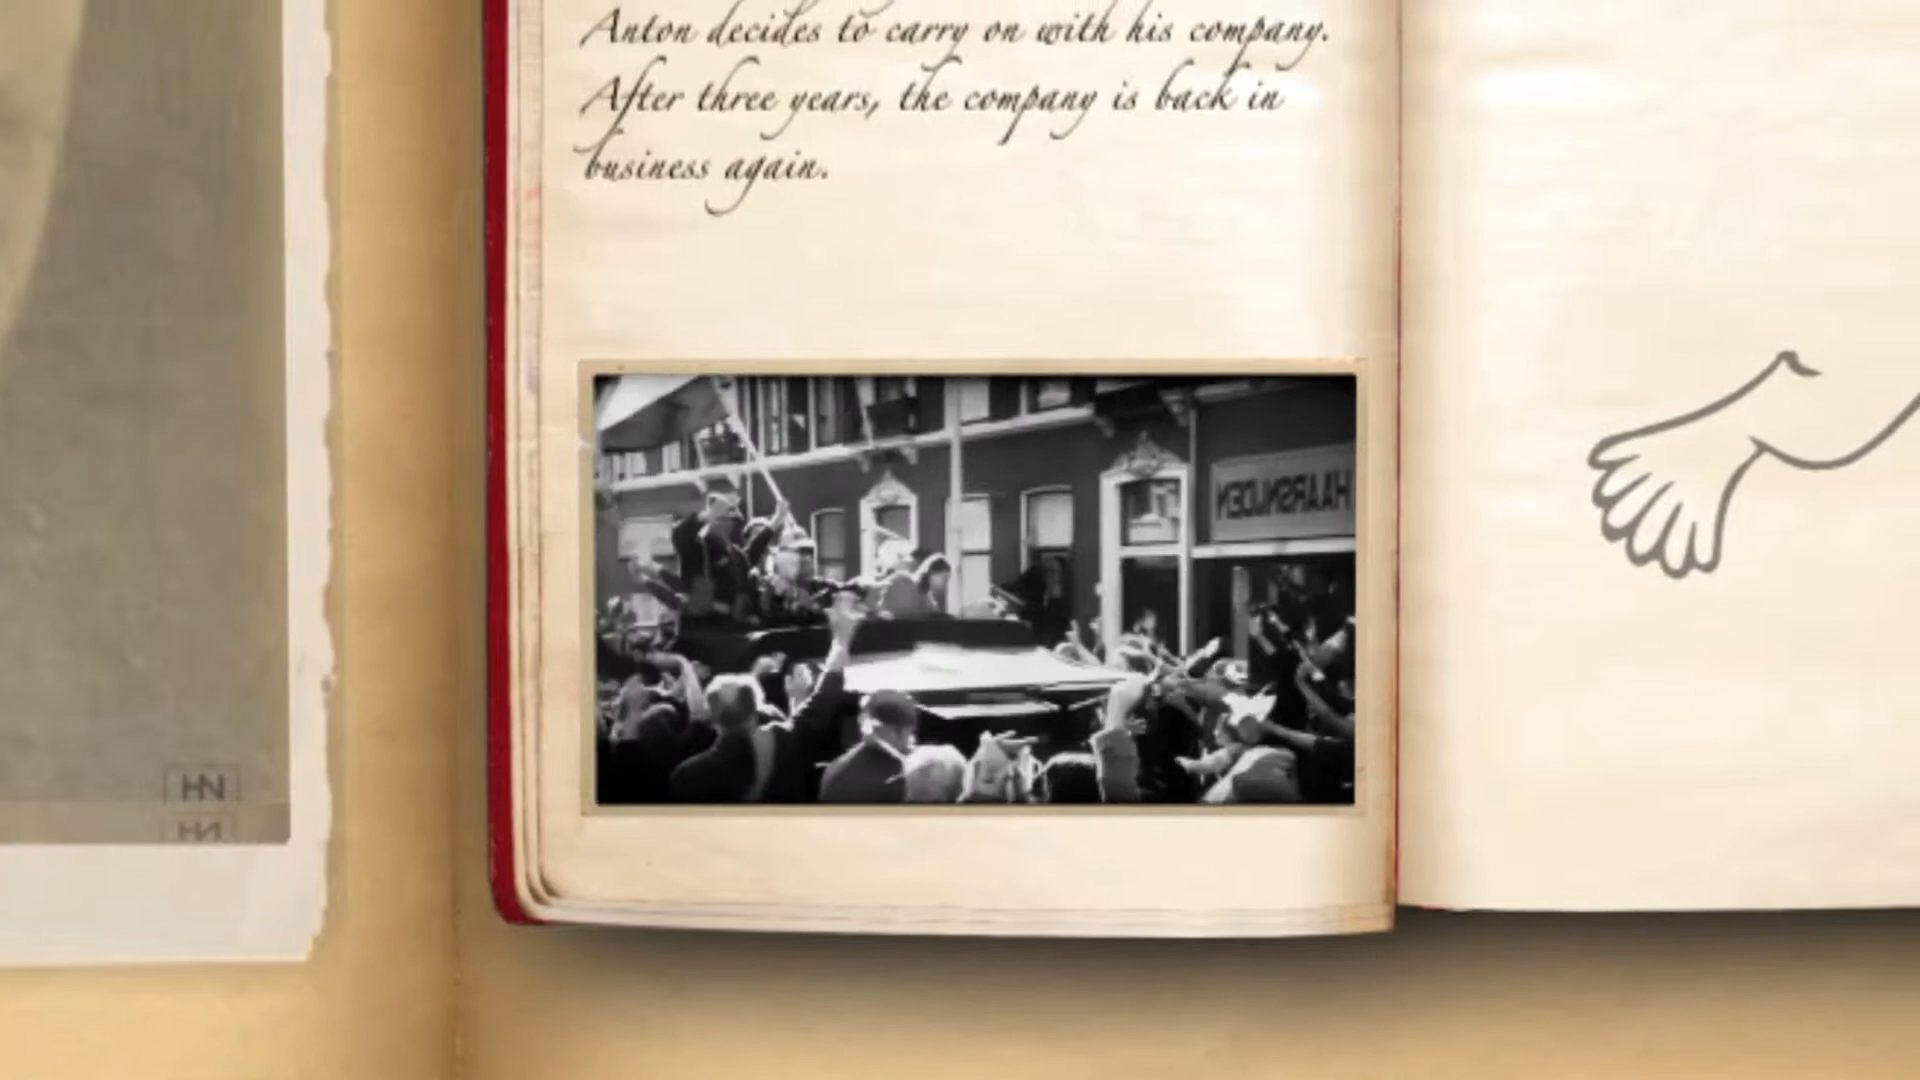 Anton decides to carry on with his company.
After three years, the company is back in
business again.
HAARSNIJDEN
HN
HN